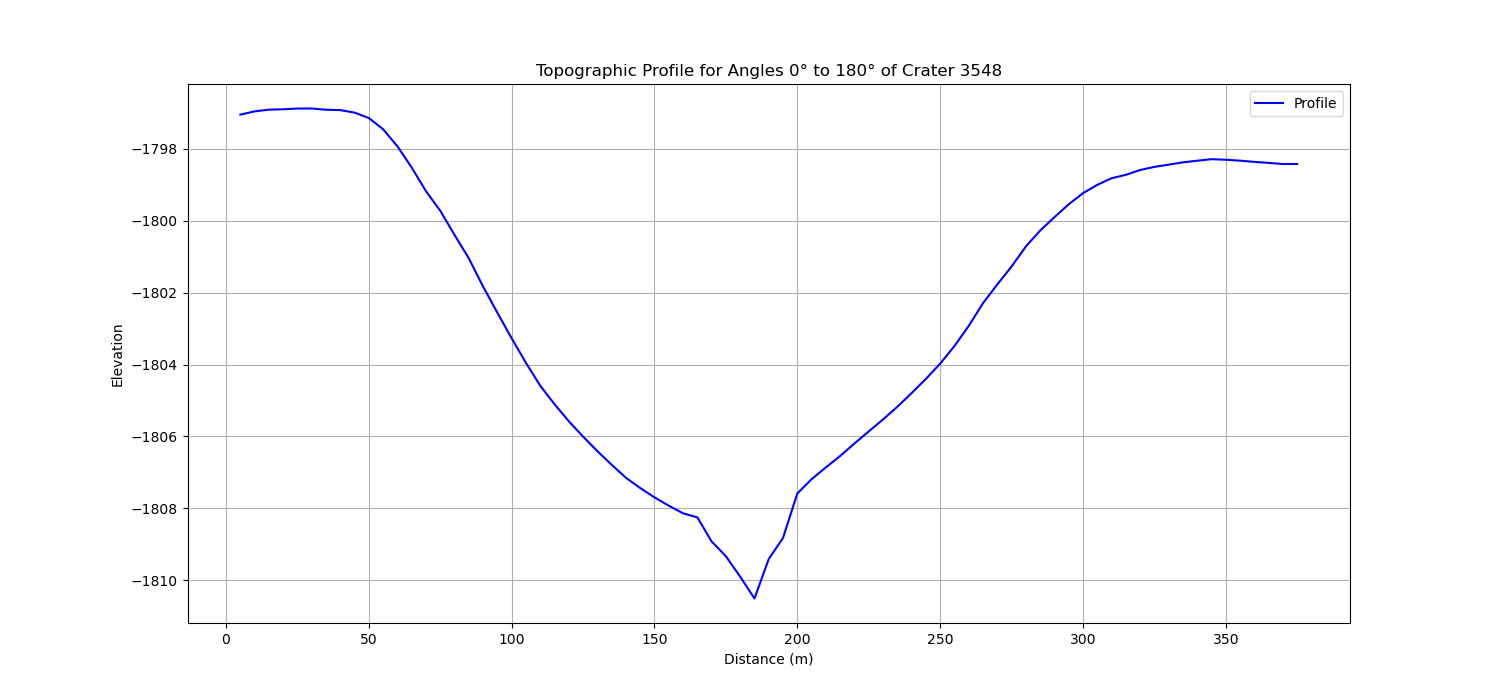 Topographic Profile for Angles 0° to 180° of Crater 3548
Profile
−1798
−1800
−1802
−1804
−1806
−1808
−1810
Elevation
0 50 100 150 200 250 300 350
Distance (m)